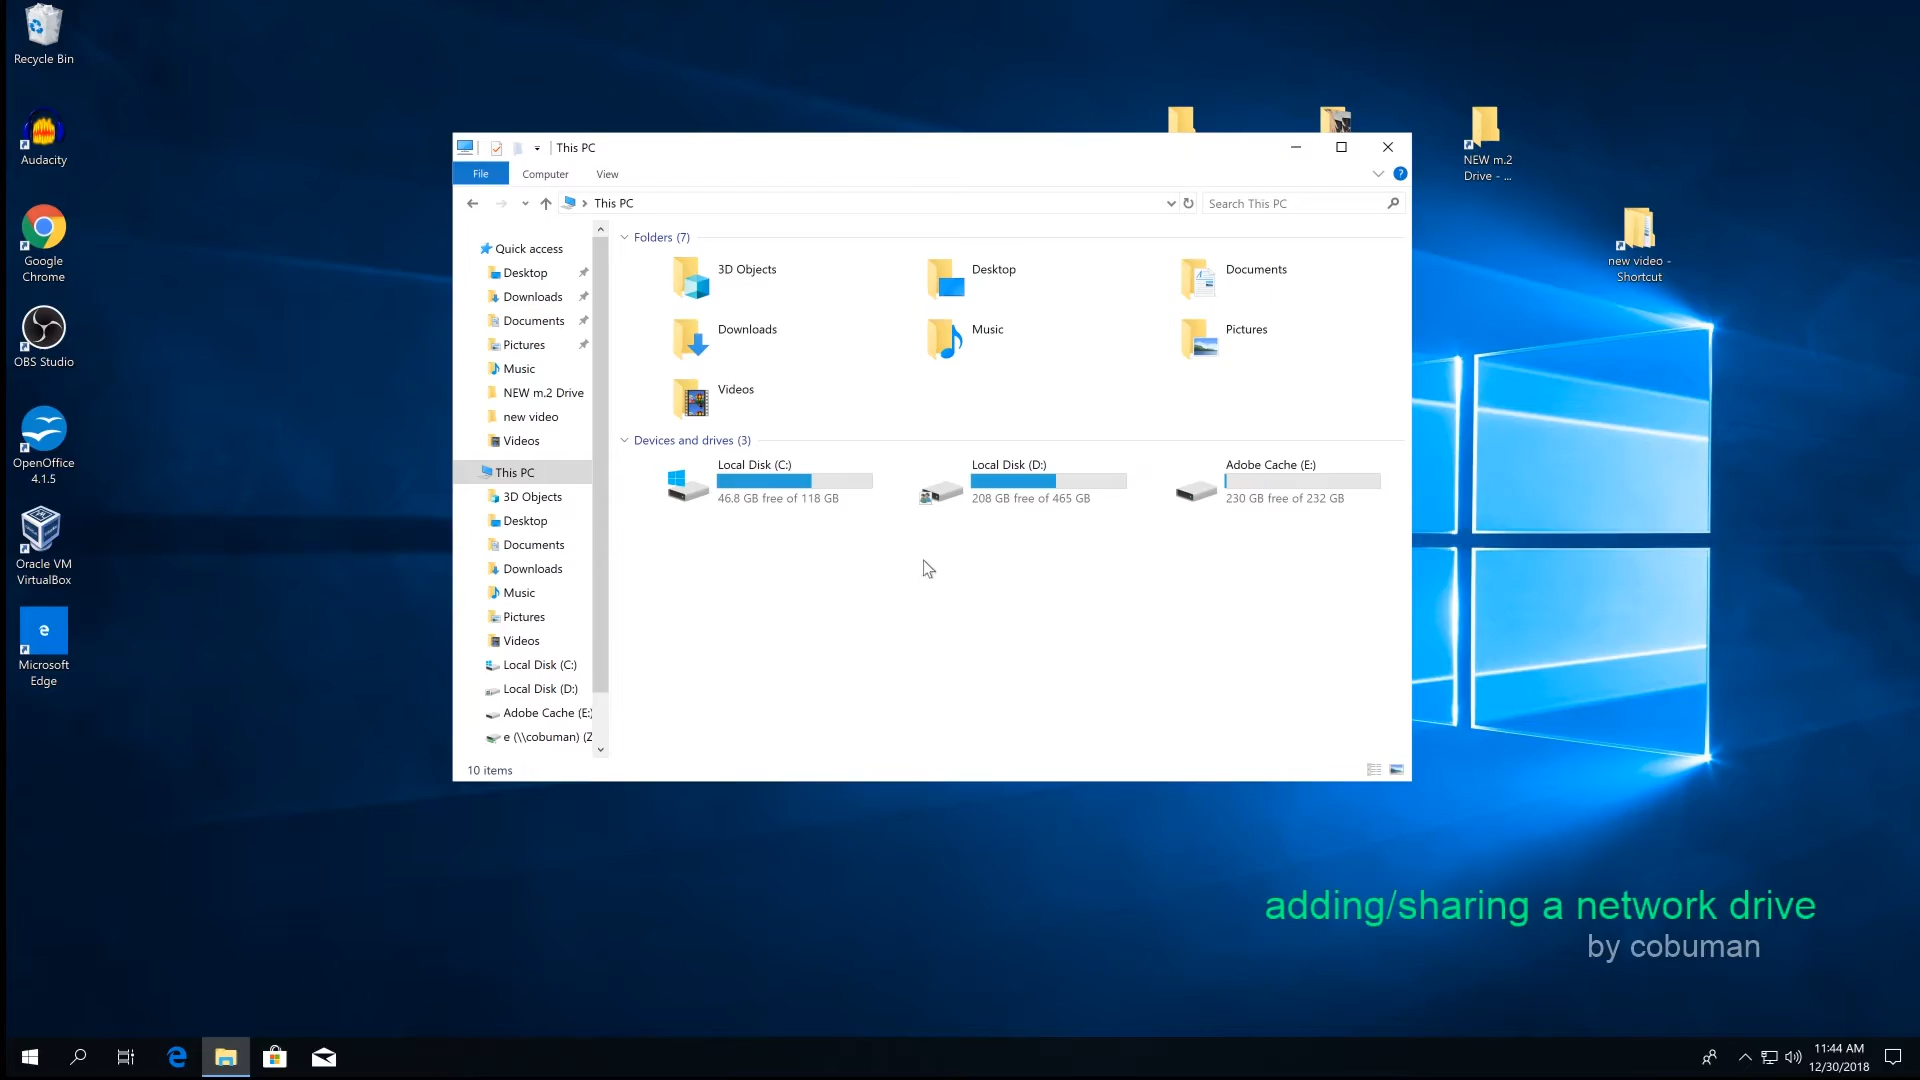 Recycle Bin
Audacity
Google
Chrome
OBS Studio
OpenOffice
4.1.5
Oracle VM
VirtualBox
Microsoft
Edge
This PC
File
Computer
View
This PC
Search This PC
Quick access
Desktop
Downloads
Documents
Pictures
Music
NEW m.2 Drive
new video
Videos
This PC
3D Objects
Desktop
Documents
Downloads
Music
Pictures
Videos
Local Disk (C:)
Local Disk (D:)
Adobe Cache (E:)
e (\\cobuman) (Z
Folders (7)
3D Objects
Desktop
Documents
Downloads
Music
Pictures
Videos
Devices and drives (3)
Local Disk (C:)
46.8 GB free of 118 GB
Local Disk (D:)
208 GB free of 465 GB
Adobe Cache (E:)
230 GB free of 232 GB
10 items
NEW m.2
Drive - ...
new video -
Shortcut
adding/sharing a network drive
by cobuman
11:44 AM
12/30/2018